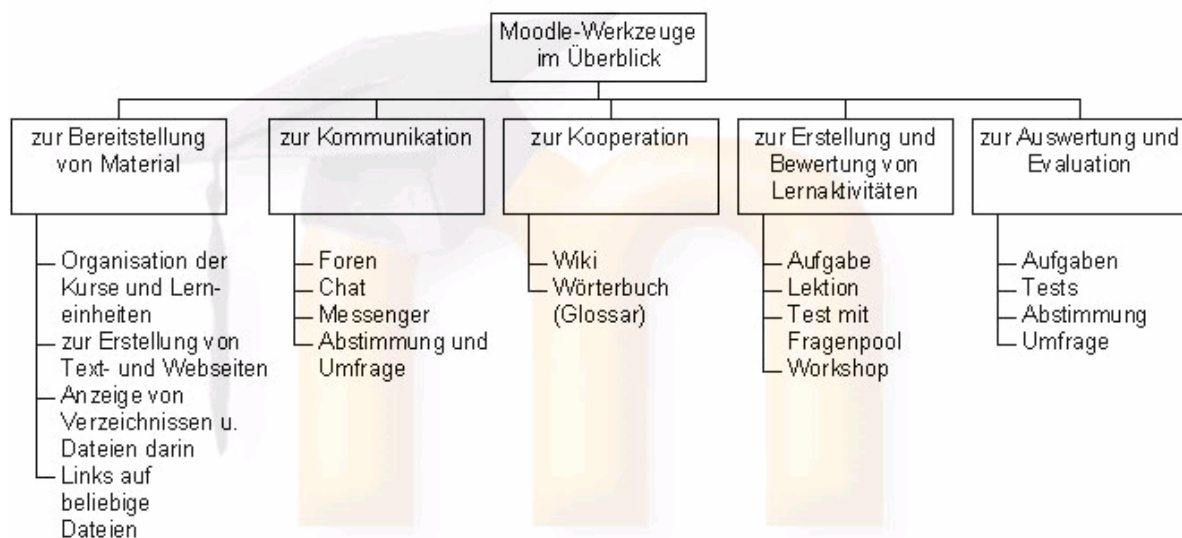 Moodle-Werkzeuge
im Überblick
zur Bereitstellung
von Material
zur Kommunikation
zur Kooperation
zur Erstellung und
Bewertung von
Lernaktivitäten
zur Auswertung und
Evaluation
Organisation der
Kurse und Lern-
einheiten
zur Erstellung von
Text- und Webseiten
Anzeige von
Verzeichnissen u.
Dateien darin
Links auf
beliebige
Dateien
Foren
Chat
Messenger
Abstimmung und
Umfrage
Wiki
Wörterbuch
(Glossar)
Aufgabe
Lektion
Test mit
Fragenpool
Workshop
Aufgaben
Tests
Abstimmung
Umfrage